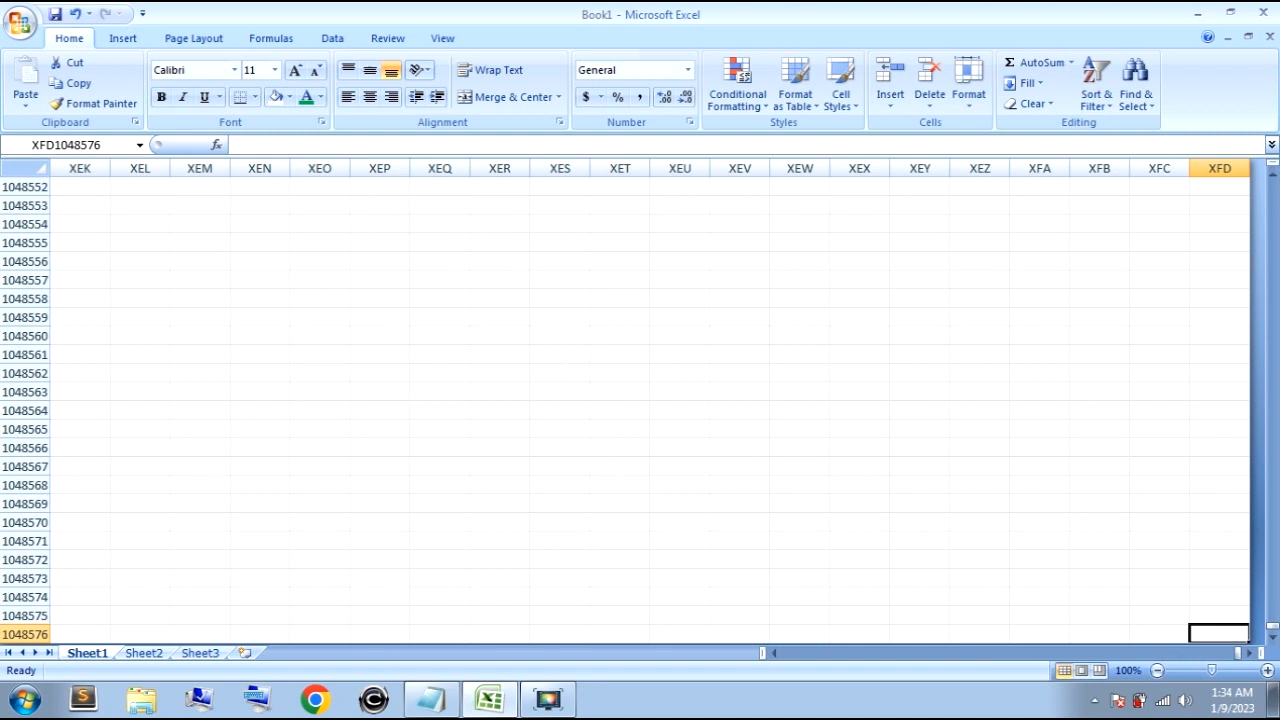 Book1 - Microsoft Excel
Home Insert Page Layout Formulas Data Review View
Paste Cut Calibri 11 A A Wrap Text General Conditional Formatting Format as Table Cell Styles Insert Delete Format Σ AutoSum Sort & Filter Find & Select
Copy Fill
Format Painter B I U A Merge & Center $ % , Clear
Clipboard Font Alignment Number Styles Cells Editing
XFD1048576 fx
XEK XEL XEM XEN XEO XEP XEQ XER XES XET XEU XEV XEW XEX XEY XEZ XFA XFB XFC XFD
1048552
1048553
1048554
1048555
1048556
1048557
1048558
1048559
1048560
1048561
1048562
1048563
1048564
1048565
1048566
1048567
1048568
1048569
1048570
1048571
1048572
1048573
1048574
1048575
1048576
Sheet1 Sheet2 Sheet3
Ready 100%
1:34 AM
1/9/2023